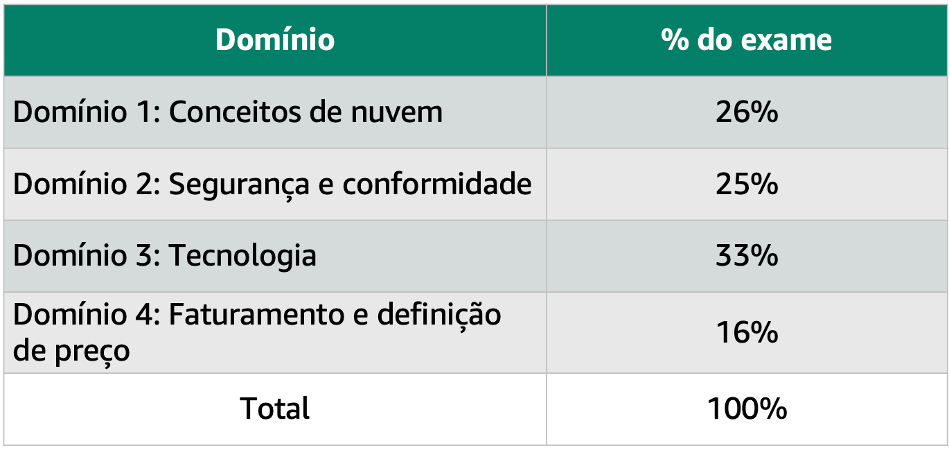 Domínio % do exame
Domínio 1: Conceitos de nuvem 26%
Domínio 2: Segurança e conformidade 25%
Domínio 3: Tecnologia 33%
Domínio 4: Faturamento e definição
de preço 16%
Total 100%